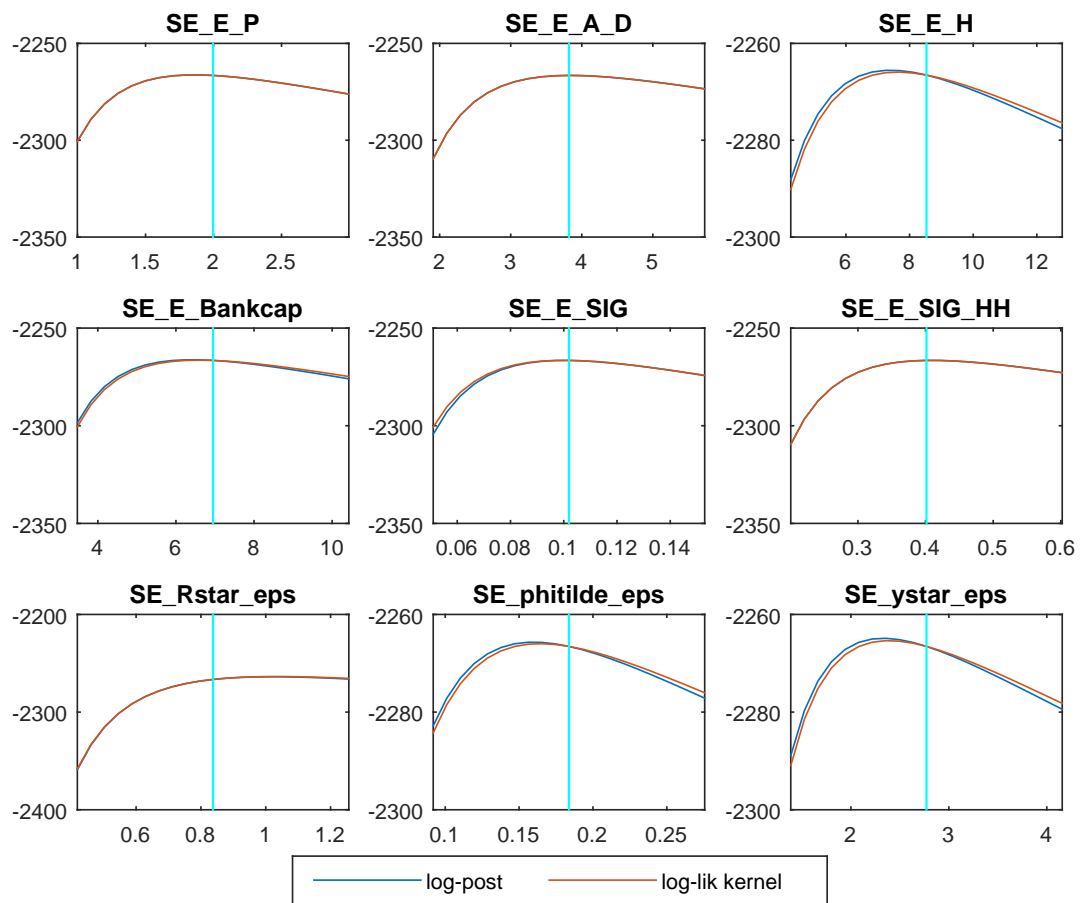 SE_E_P
-2250
-2300
-2350
1 1.5 2 2.5
SE_E_A_D
-2250
-2300
-2350
2 3 4 5
SE_E_H
-2260
-2280
-2300
6 8 10 12
SE_E_Bankcap
-2250
-2300
-2350
4 6 8 10
SE_E_SIG
-2250
-2300
-2350
0.06 0.08 0.1 0.12 0.14
SE_E_SIG_HH
-2250
-2300
-2350
0.3 0.4 0.5 0.6
SE_Rstar_eps
-2200
-2300
-2400
0.6 0.8 1 1.2
SE_phitilde_eps
-2260
-2280
-2300
0.1 0.15 0.2 0.25
SE_ystar_eps
-2260
-2280
-2300
2 3 4
log-post log-lik kernel